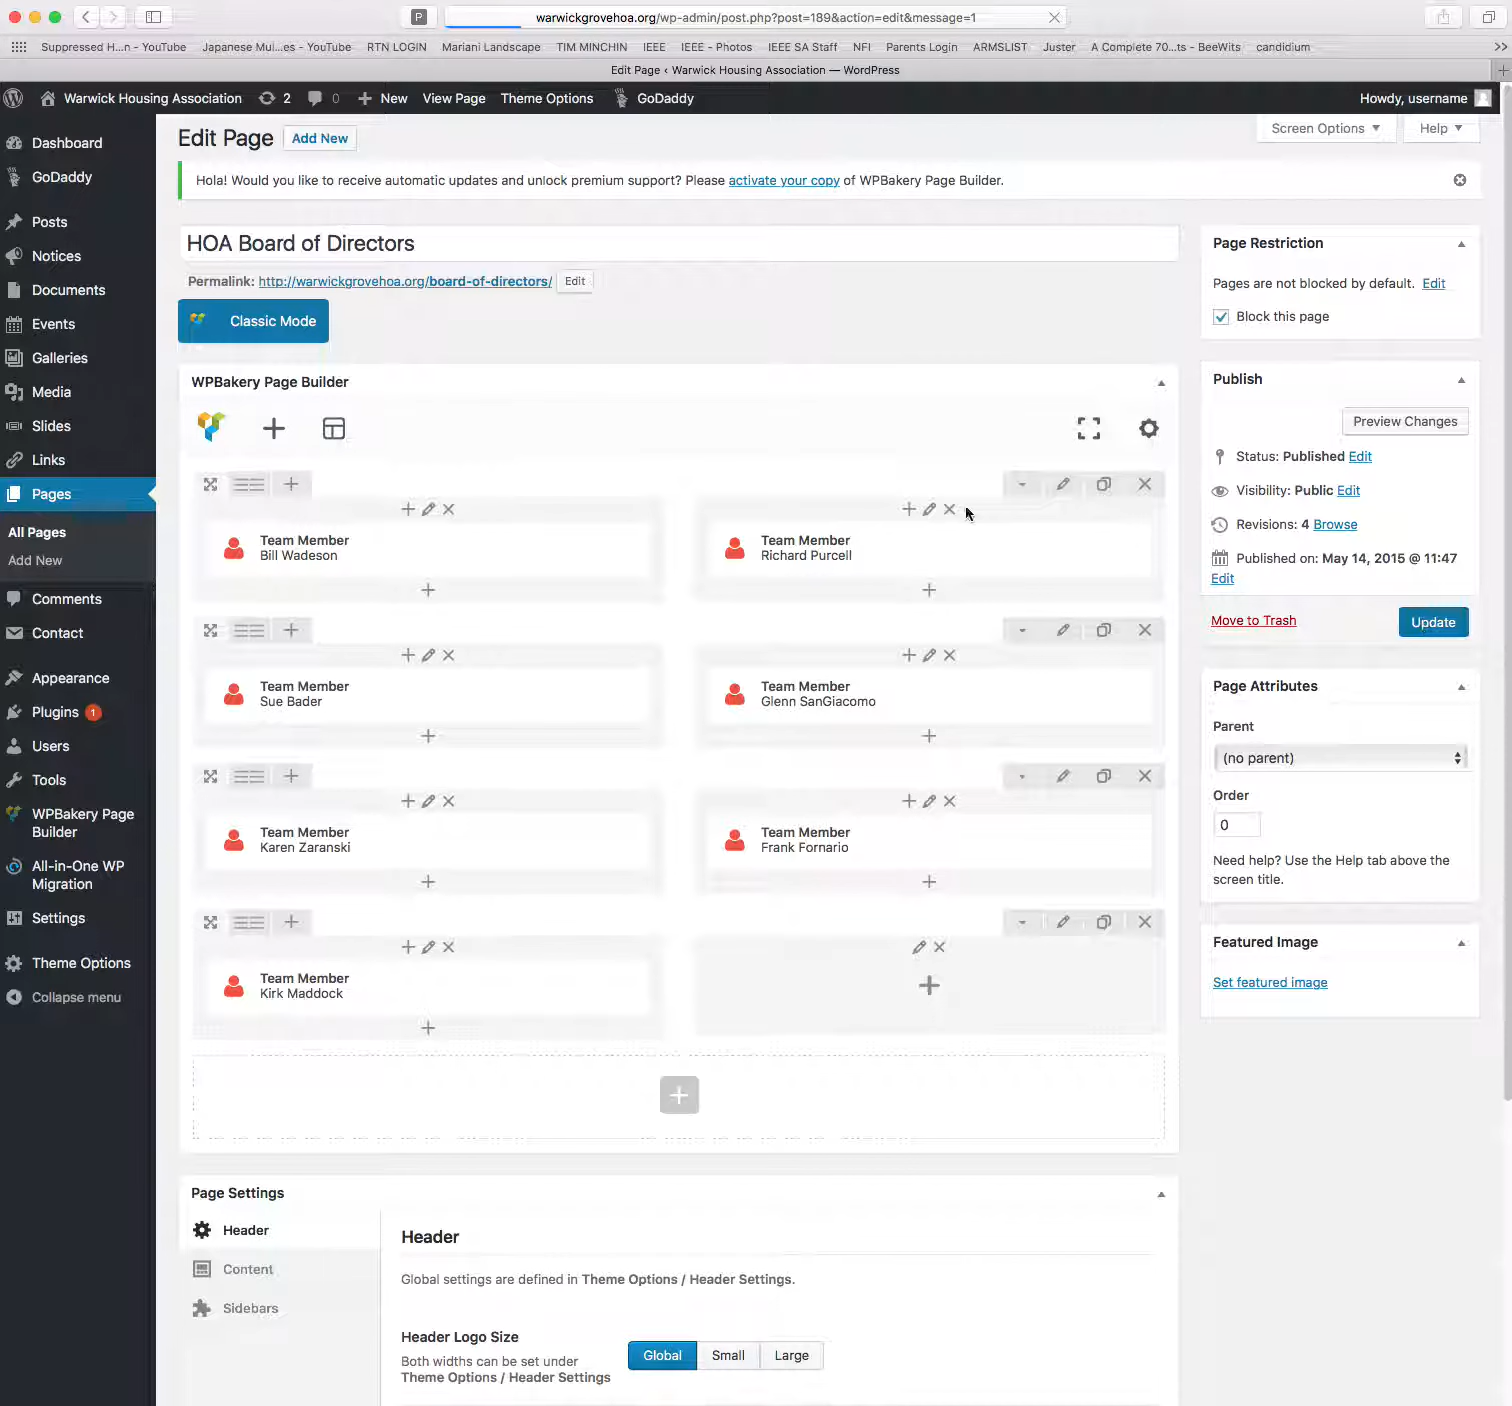 P
warwickgrovehoa.org/wp-admin/post.php?post=189&action=edit&message=1
Suppressed H...n - YouTube Japanese Mul...es - YouTube RTN LOGIN Mariani Landscape TIM MINCHIN IEEE IEEE - Photos IEEE SA Staff NFI Parents Login ARMSLIST Juster A Complete 70...ts - BeeWits candidium >>
Edit Page ‹ Warwick Housing Association — WordPress
Warwick Housing Association 2 0 New View Page Theme Options GoDaddy Howdy, username
Dashboard
GoDaddy
Posts
Notices
Documents
Events
Galleries
Media
Slides
Links
Pages
All Pages
Add New
Comments
Contact
Appearance
Plugins 1
Users
Tools
WPBakery Page
Builder
All-in-One WP
Migration
Settings
Theme Options
Collapse menu
Edit Page Add New
Screen Options Help
Hola! Would you like to receive automatic updates and unlock premium support? Please activate your copy of WPBakery Page Builder.
HOA Board of Directors
Permalink: http://warwickgrovehoa.org/board-of-directors/ Edit
Classic Mode
WPBakery Page Builder
Team Member
Bill Wadeson
Team Member
Richard Purcell
Team Member
Sue Bader
Team Member
Glenn SanGiacomo
Team Member
Karen Zaranski
Team Member
Frank Fornario
Team Member
Kirk Maddock
Page Settings
Header
Content
Sidebars
Header
Global settings are defined in Theme Options / Header Settings.
Header Logo Size
Both widths can be set under
Theme Options / Header Settings
Global Small Large
Page Restriction
Pages are not blocked by default. Edit
Block this page
Publish
Preview Changes
Status: Published Edit
Visibility: Public Edit
Revisions: 4 Browse
Published on: May 14, 2015 @ 11:47
Edit
Move to Trash Update
Page Attributes
Parent
(no parent)
Order
0
Need help? Use the Help tab above the
screen title.
Featured Image
Set featured image